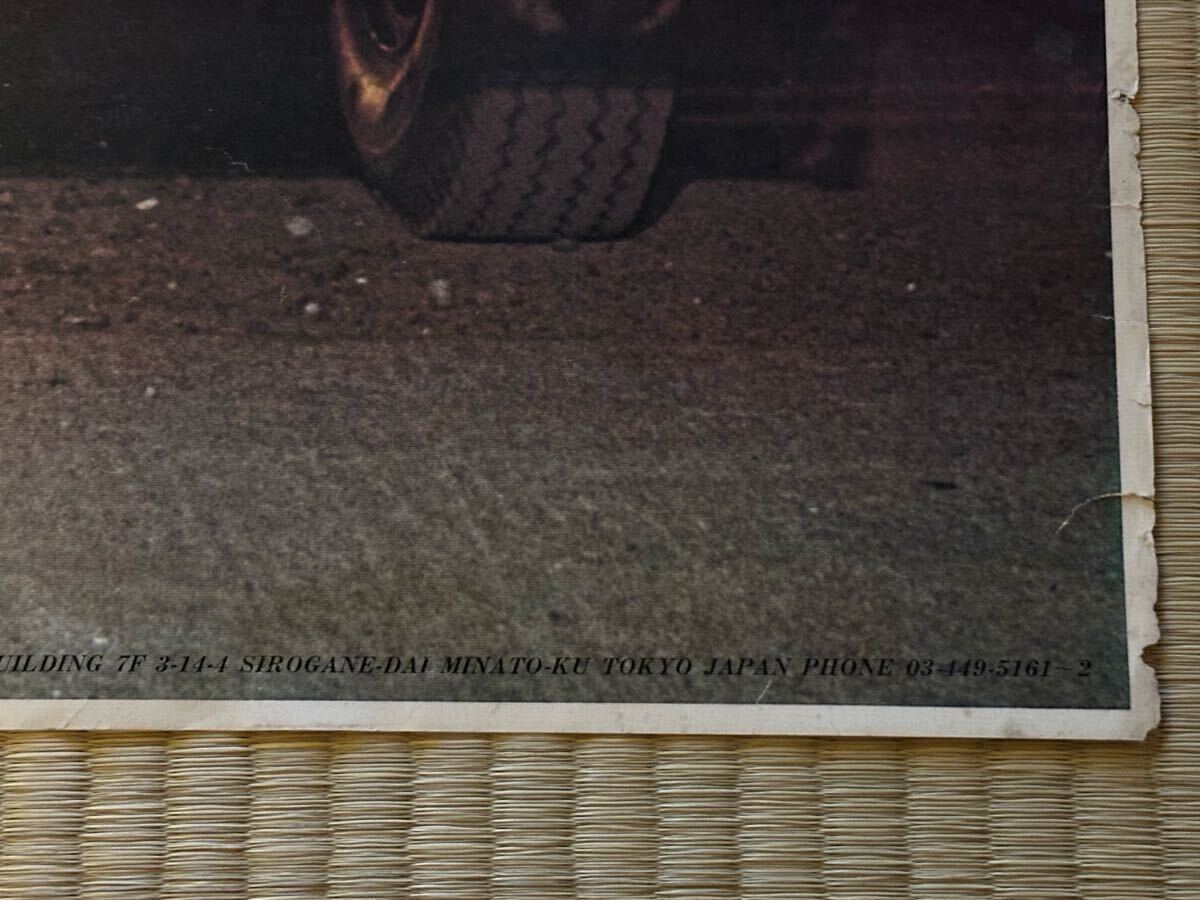 UILDING 7F 3-14-4 SIROGANE-DAI MINATO-KU TOKYO JAPAN PHONE 03-449-5161~2